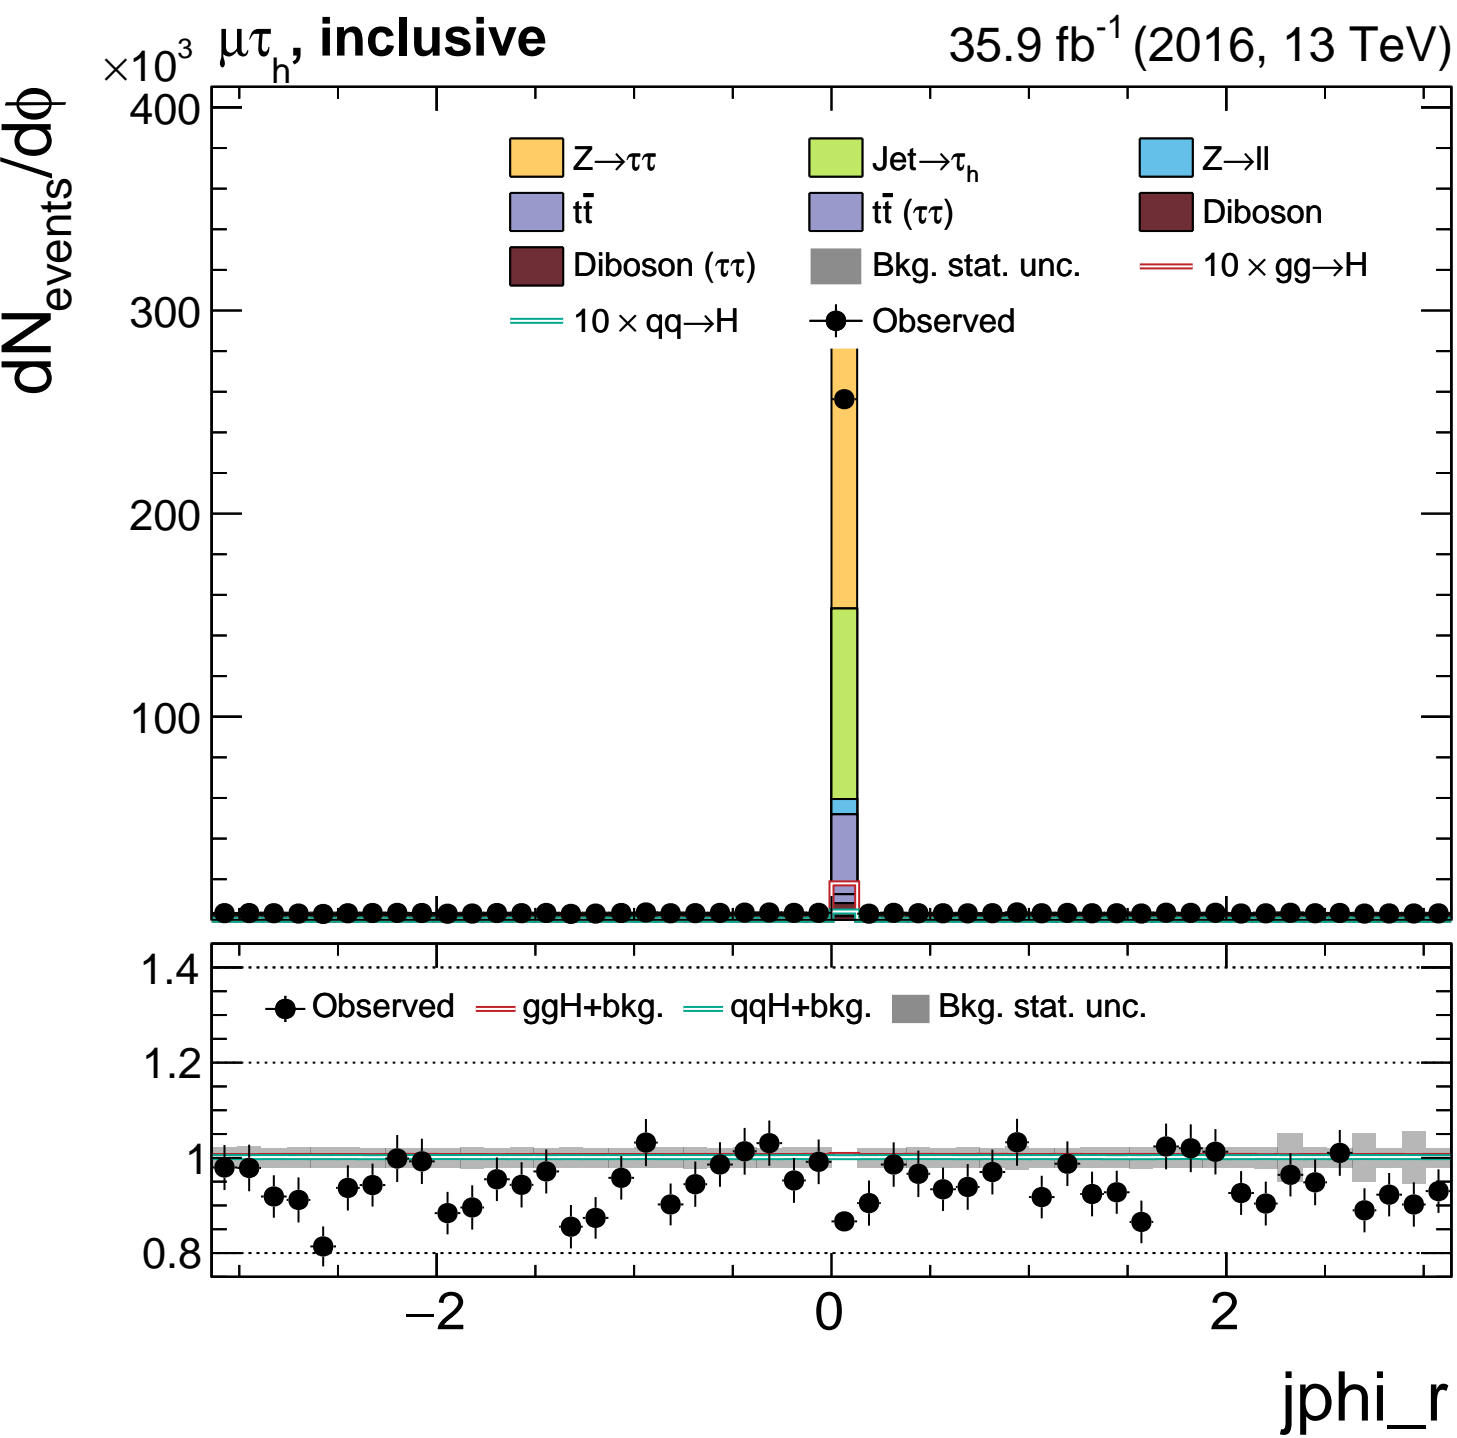 ×10³ μτₕ, inclusive 35.9 fb⁻¹ (2016, 13 TeV)
dN_events/dϕ
400
300
200
100
Z→ττ Jet→τₕ Z→ll
tt̄ tt̄ (ττ) Diboson
Diboson (ττ) Bkg. stat. unc. 10 × gg→H
10 × qq→H Observed
1.4
1.2
1
0.8
Observed ggH+bkg. qqH+bkg. Bkg. stat. unc.
−2 0 2
jphi_r